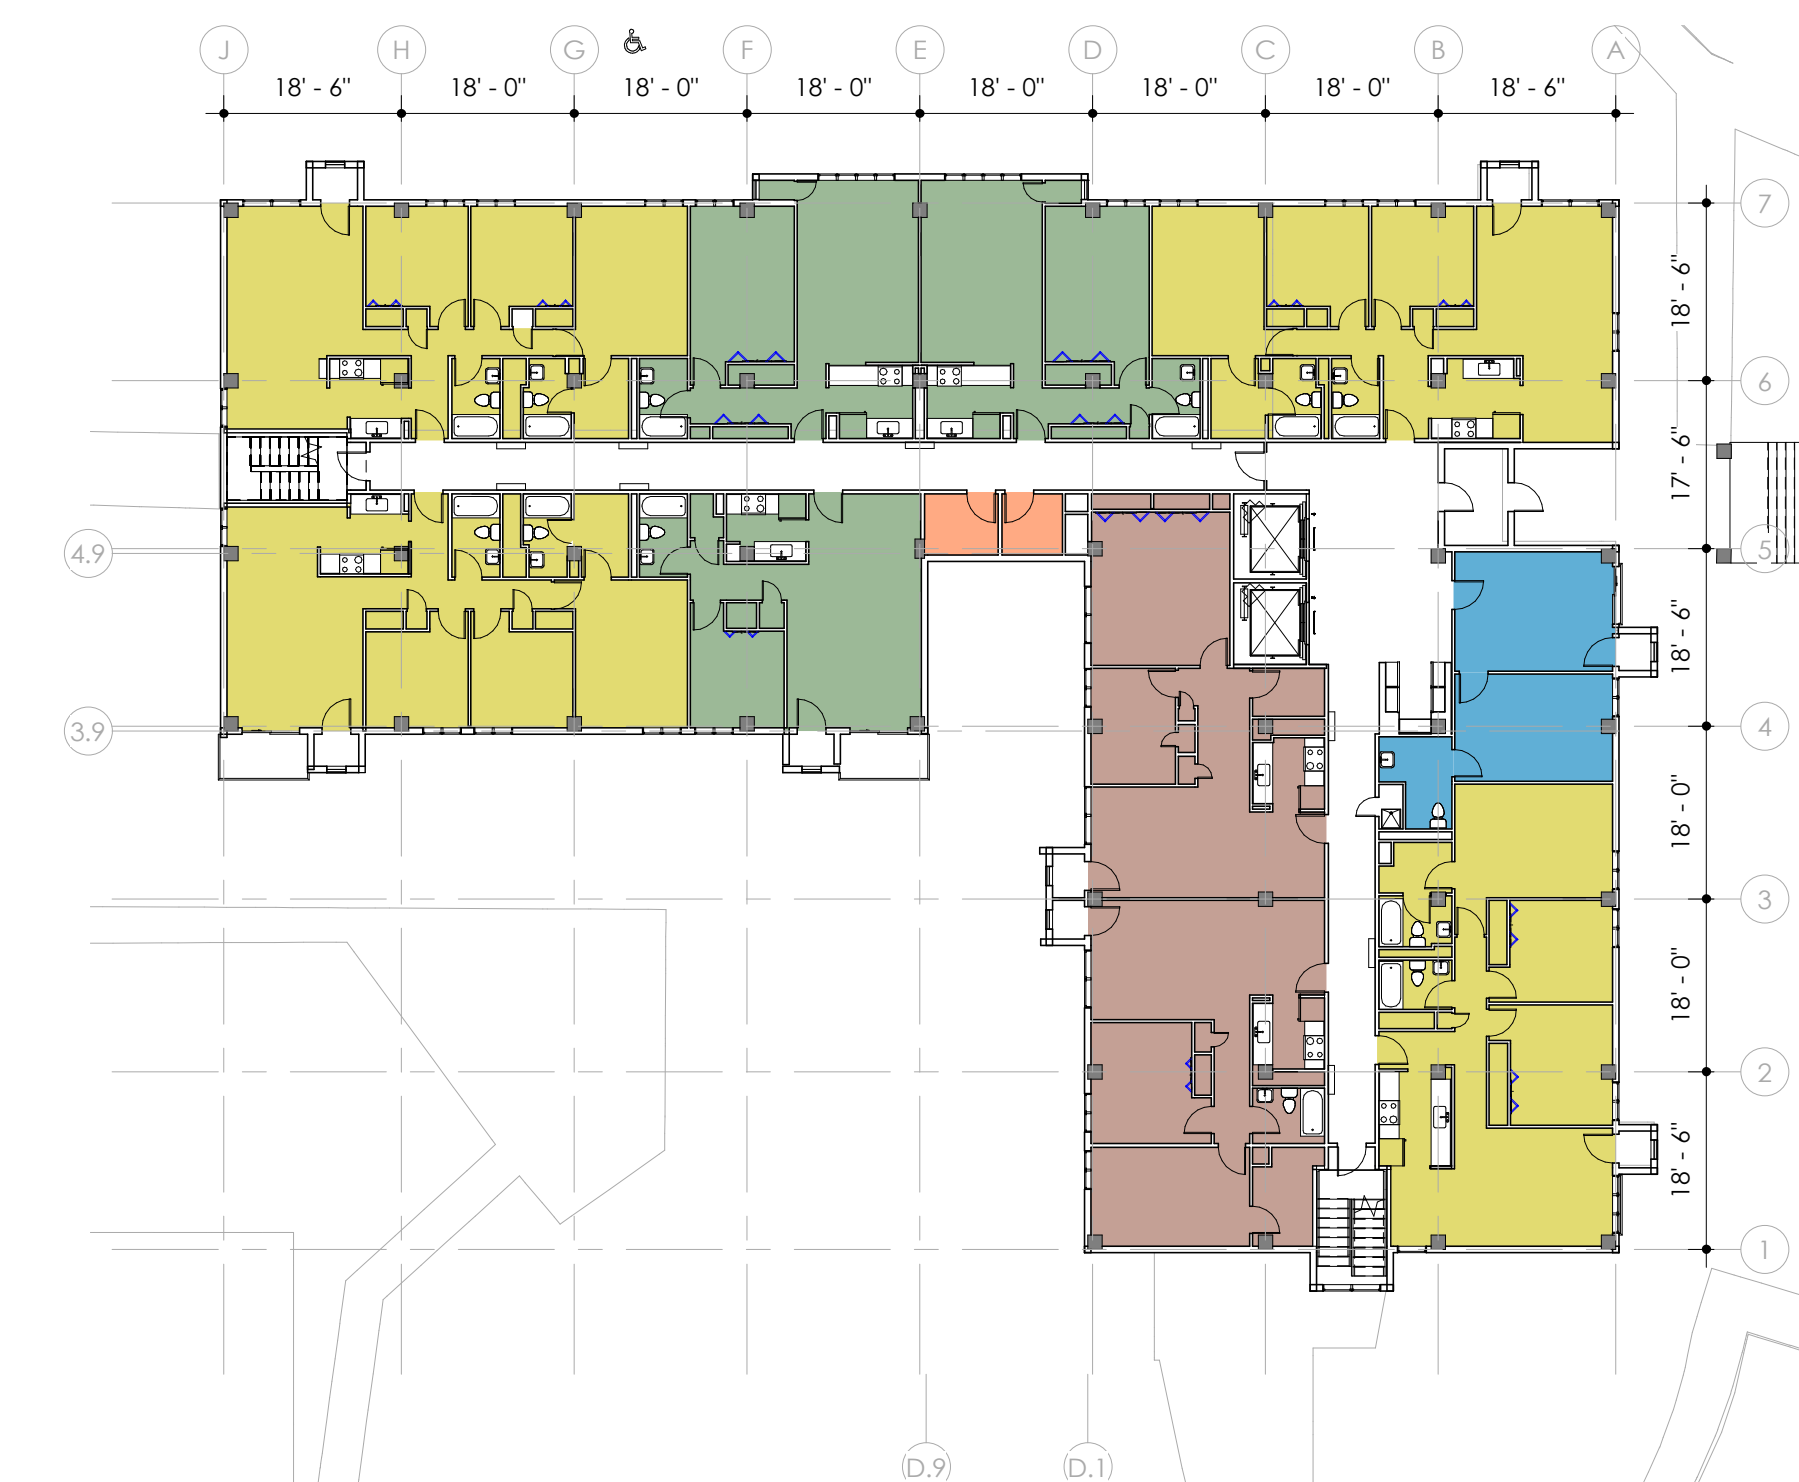 J H G F E D C B A
18' - 6" 18' - 0" 18' - 0" 18' - 0" 18' - 0" 18' - 0" 18' - 0" 18' - 6"
7
18' - 6"
6
17' - 6"
4.9
5
18' - 6"
3.9
4
18' - 0"
3
18' - 0"
2
18' - 6"
1
D.9 D.1